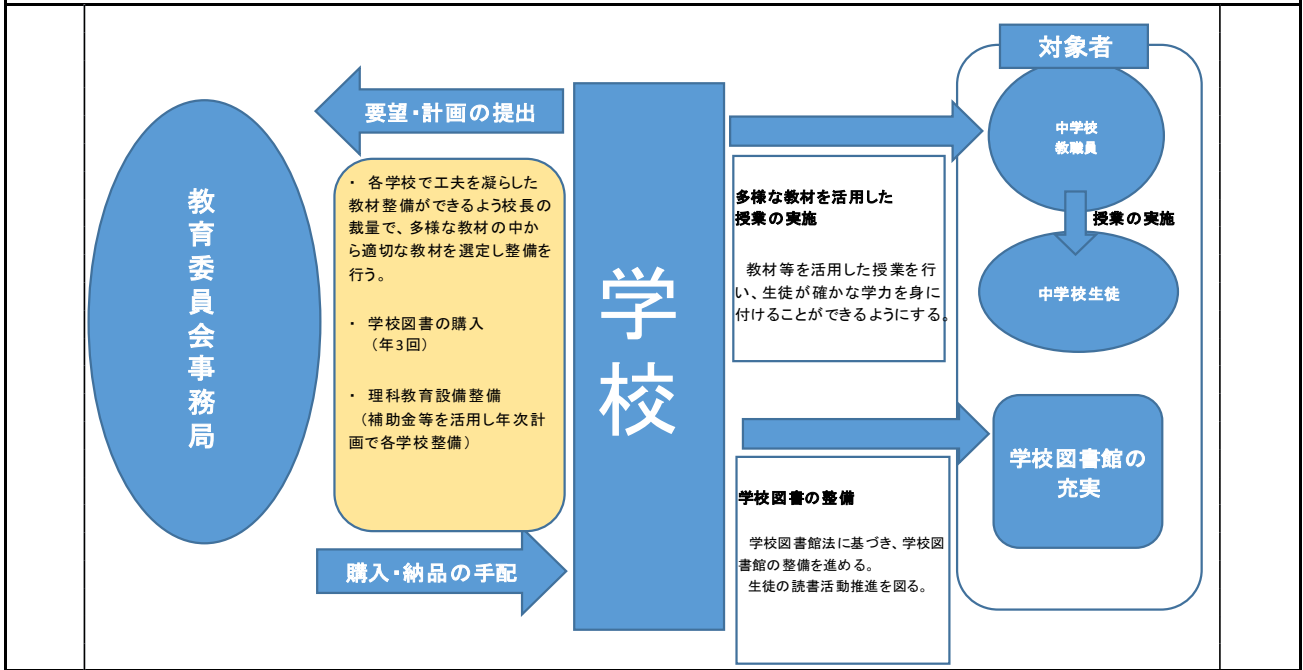 教育委員会事務局
要望・計画の提出
・ 各学校で工夫を凝らした
教材整備ができるよう校長の
裁量で、多様な教材の中か
ら適切な教材を選定し整備を
行う。
・ 学校図書の購入
（年3回）
・ 理科教育設備整備
（補助金等を活用し年次計
画で各学校整備）
購入・納品の手配
学校
多様な教材を活用した
授業の実施
教材等を活用した授業を行
い、生徒が確かな学力を身に
付けることができるようにする。
学校図書の整備
学校図書館法に基づき、学校図
書館の整備を進める。
生徒の読書活動推進を図る。
対象者
中学校
教職員
授業の実施
中学校生徒
学校図書館の
充実